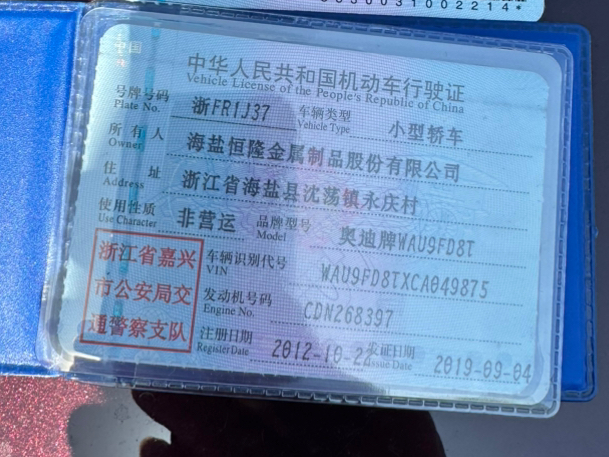 3030031002214*
中国
中华人民共和国机动车行驶证
Vehicle License of the People's Republic of China
号牌号码 浙FR1J37 车辆类型 小型轿车
Plate No. Vehicle Type
所有人 海盐恒隆金属制品股份有限公司
Owner
住址 浙江省海盐县沈荡镇永庆村
Address
使用性质 非营运 品牌型号 奥迪牌WAU9FD8T
Use Character Model
浙江省嘉兴
市公安局交
通警察支队
车辆识别代号 WAU9FD8TXCA049875
VIN
发动机号码 CDN268397
Engine No.
注册日期 2012-10-2 发证日期 2019-09-04
Register Date Issue Date